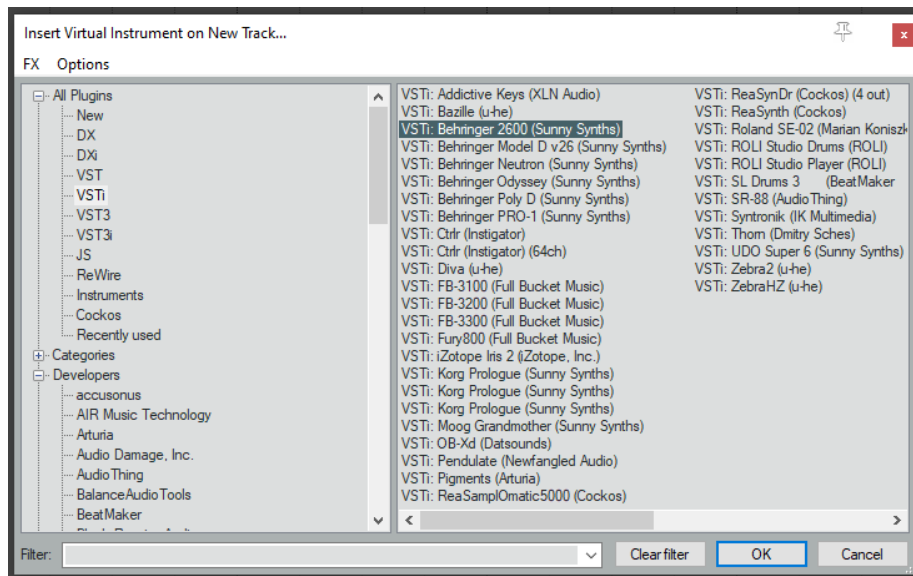 Insert Virtual Instrument on New Track...
x
FX Options
All Plugins
New
DX
DXi
VST
VSTi
VST3
VST3i
JS
ReWire
Instruments
Cockos
Recently used
Categories
Developers
accusonus
AIR Music Technology
Arturia
Audio Damage, Inc.
AudioThing
BalanceAudioTools
BeatMaker
VSTi: Addictive Keys (XLN Audio)
VSTi: Bazille (u-he)
VSTi: Behringer 2600 (Sunny Synths)
VSTi: Behringer Model D v26 (Sunny Synths)
VSTi: Behringer Neutron (Sunny Synths)
VSTi: Behringer Odyssey (Sunny Synths)
VSTi: Behringer Poly D (Sunny Synths)
VSTi: Behringer PRO-1 (Sunny Synths)
VSTi: Ctrlr (Instigator)
VSTi: Ctrlr (Instigator) (64ch)
VSTi: Diva (u-he)
VSTi: FB-3100 (Full Bucket Music)
VSTi: FB-3200 (Full Bucket Music)
VSTi: FB-3300 (Full Bucket Music)
VSTi: Fury800 (Full Bucket Music)
VSTi: iZotope Iris 2 (iZotope, Inc.)
VSTi: Korg Prologue (Sunny Synths)
VSTi: Korg Prologue (Sunny Synths)
VSTi: Korg Prologue (Sunny Synths)
VSTi: Moog Grandmother (Sunny Synths)
VSTi: OB-Xd (Datsounds)
VSTi: Pendulate (Newfangled Audio)
VSTi: Pigments (Arturia)
VSTi: ReaSamplOmatic5000 (Cockos)
VSTi: ReaSynDr (Cockos) (4 out)
VSTi: ReaSynth (Cockos)
VSTi: Roland SE-02 (Marian
VSTi: ROLI Studio Drums (ROLI)
VSTi: ROLI Studio Player (ROLI)
VSTi: SL Drums 3 (BeatMaker
VSTi: SR-88 (AudioThing)
VSTi: Syntronik (IK Multimedia)
VSTi: Thorn (Dmitry Sches)
VSTi: UDO Super 6 (Sunny Synths)
VSTi: Zebra2 (u-he)
VSTi: ZebraHZ (u-he)
Filter:
Clear filter
OK
Cancel